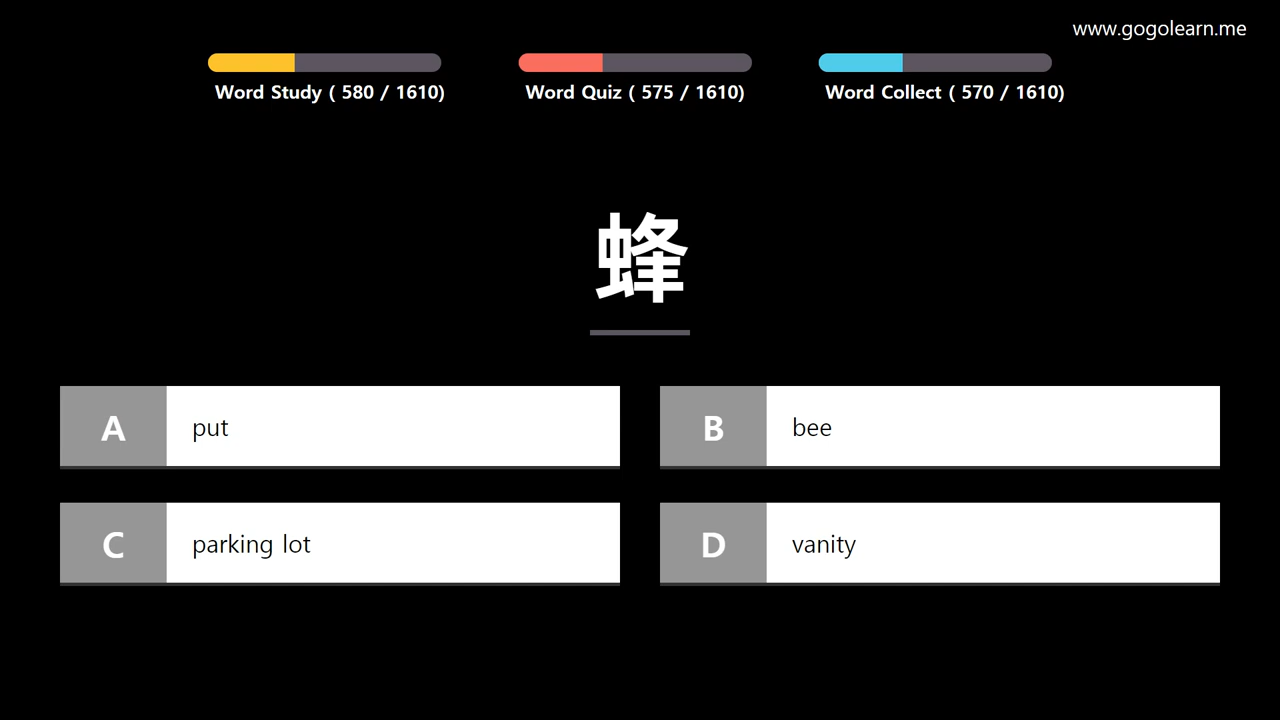 www.gogolearn.me
Word Study ( 580 / 1610)
Word Quiz ( 575 / 1610)
Word Collect ( 570 / 1610)
蜂
A put
B bee
C parking lot
D vanity